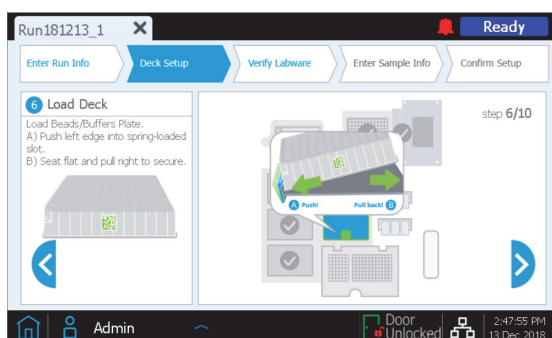 Run181213_1
Ready
Enter Run Info
Deck Setup
Verify Labware
Enter Sample Info
Confirm Setup
6 Load Deck
Load Beads/Buffers Plate.
A) Push left edge into spring-loaded
slot.
B) Seat flat and pull right to secure.
step 6/10
A Push!
Pull back! B
Admin
Door
Unlocked
2:47:55 PM
13 Dec 2018